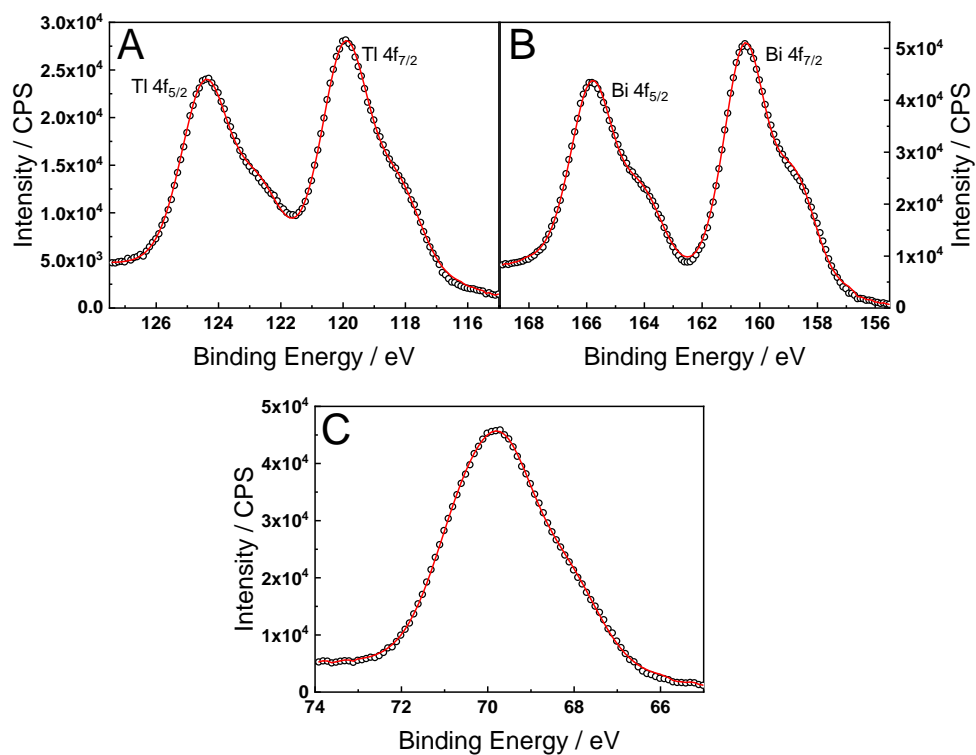 A
B
3.0x10⁴
2.5x10⁴
2.0x10⁴
1.5x10⁴
1.0x10⁴
5.0x10³
0.0
Intensity / CPS
Tl 4f₅/₂
Tl 4f₇/₂
126 124 122 120 118 116
Binding Energy / eV
Bi 4f₅/₂
Bi 4f₇/₂
5x10⁴
4x10⁴
3x10⁴
2x10⁴
1x10⁴
0
Intensity / CPS
168 166 164 162 160 158 156
Binding Energy / eV
C
5x10⁴
4x10⁴
3x10⁴
2x10⁴
1x10⁴
0
Intensity / CPS
74 72 70 68 66
Binding Energy / eV